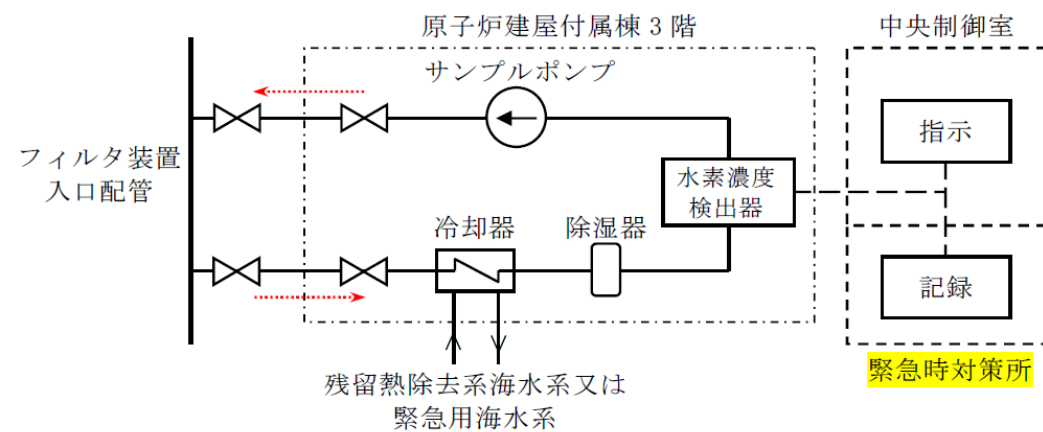 原子炉建屋付属棟 3 階
中央制御室
サンプルポンプ
指示
フィルタ装置
入口配管
水素濃度
検出器
冷却器
除湿器
記録
緊急時対策所
残留熱除去系海水系又は
緊急用海水系